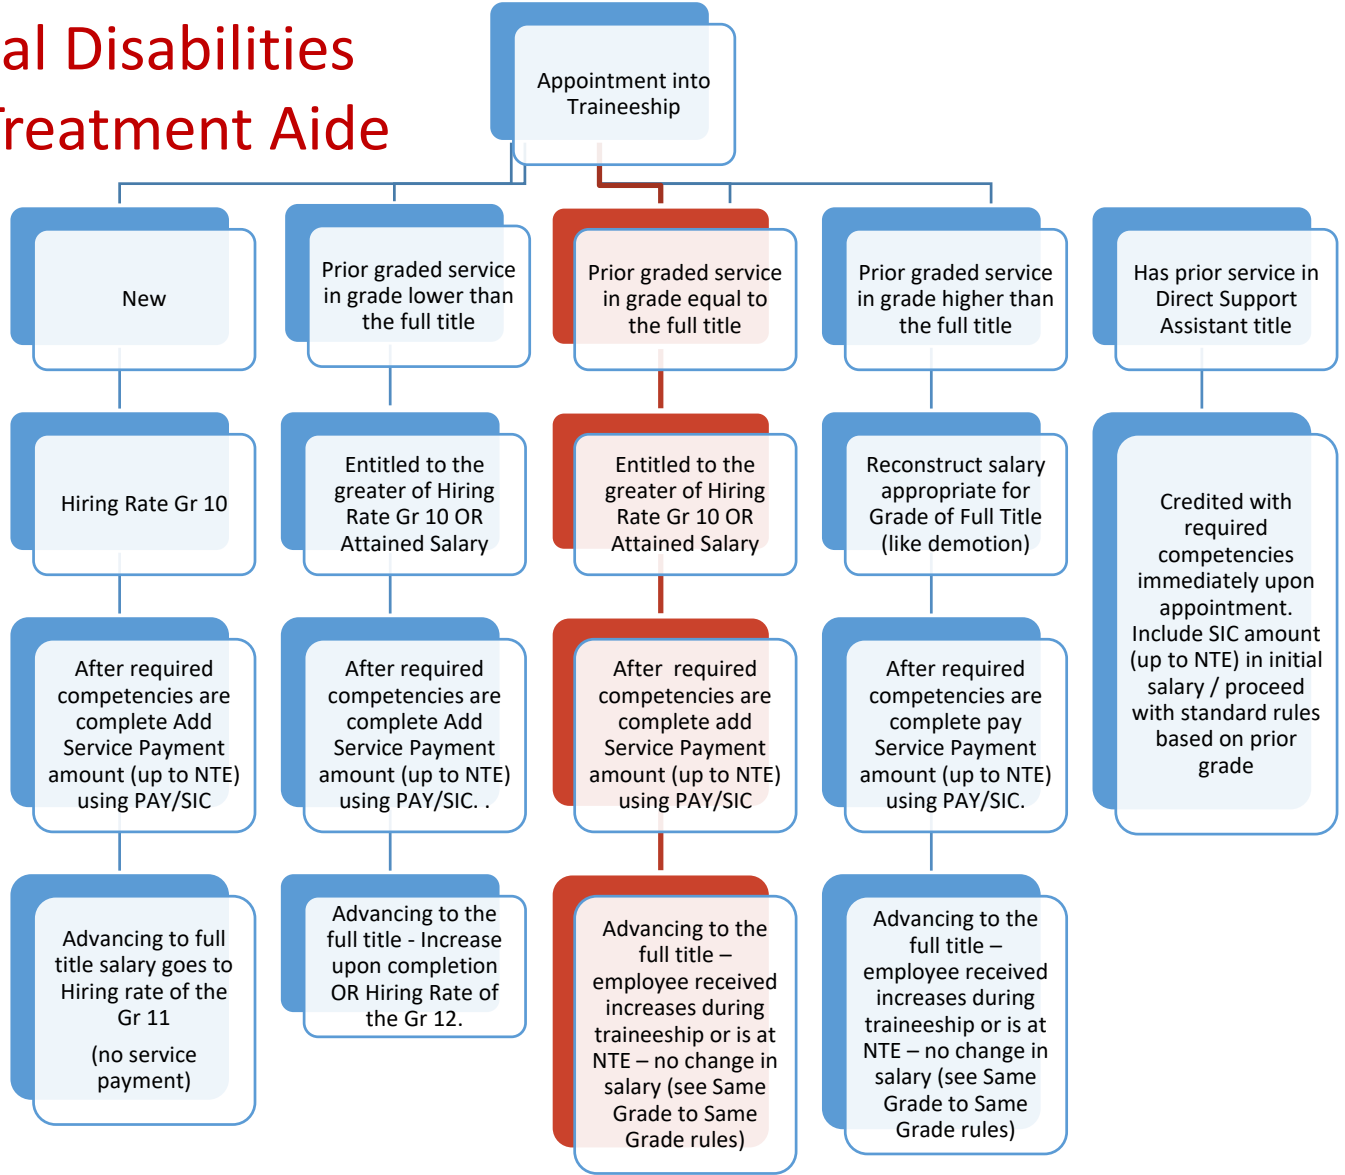 al Disabilities
Treatment Aide
Appointment into
Traineeship
New
Prior graded service
in grade lower than
the full title
Prior graded service
in grade equal to
the full title
Prior graded service
in grade higher than
the full title
Has prior service in
Direct Support
Assistant title
Hiring Rate Gr 10
Entitled to the
greater of Hiring
Rate Gr 10 OR
Attained Salary
Entitled to the
greater of Hiring
Rate Gr 10 OR
Attained Salary
Reconstruct salary
appropriate for
Grade of Full Title
(like demotion)
Credited with
required
competencies
immediately upon
appointment.
Include SIC amount
(up to NTE) in initial
salary / proceed
with standard rules
based on prior
grade
After required
competencies are
complete Add
Service Payment
amount (up to NTE)
using PAY/SIC
After required
competencies are
complete Add
Service Payment
amount (up to NTE)
using PAY/SIC. .
After  required
competencies are
complete add
Service Payment
amount (up to NTE)
using PAY/SIC
After required
competencies are
complete pay
Service Payment
amount (up to NTE)
using PAY/SIC.
Advancing to full
title salary goes to
Hiring rate of the
Gr 11
(no service
payment)
Advancing to the
full title - Increase
upon completion
OR Hiring Rate of
the Gr 12.
Advancing to the
full title –
employee received
increases during
traineeship or is at
NTE – no change in
salary (see Same
Grade to Same
Grade rules)
Advancing to the
full title –
employee received
increases during
traineeship or is at
NTE – no change in
salary (see Same
Grade to Same
Grade rules)